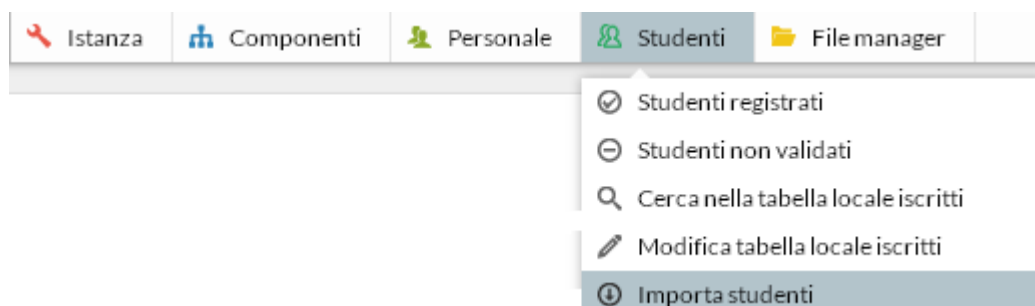 Istanza Componenti Personale Studenti File manager
Studenti registrati
Studenti non validati
Cerca nella tabella locale iscritti
Modifica tabella locale iscritti
Importa studenti